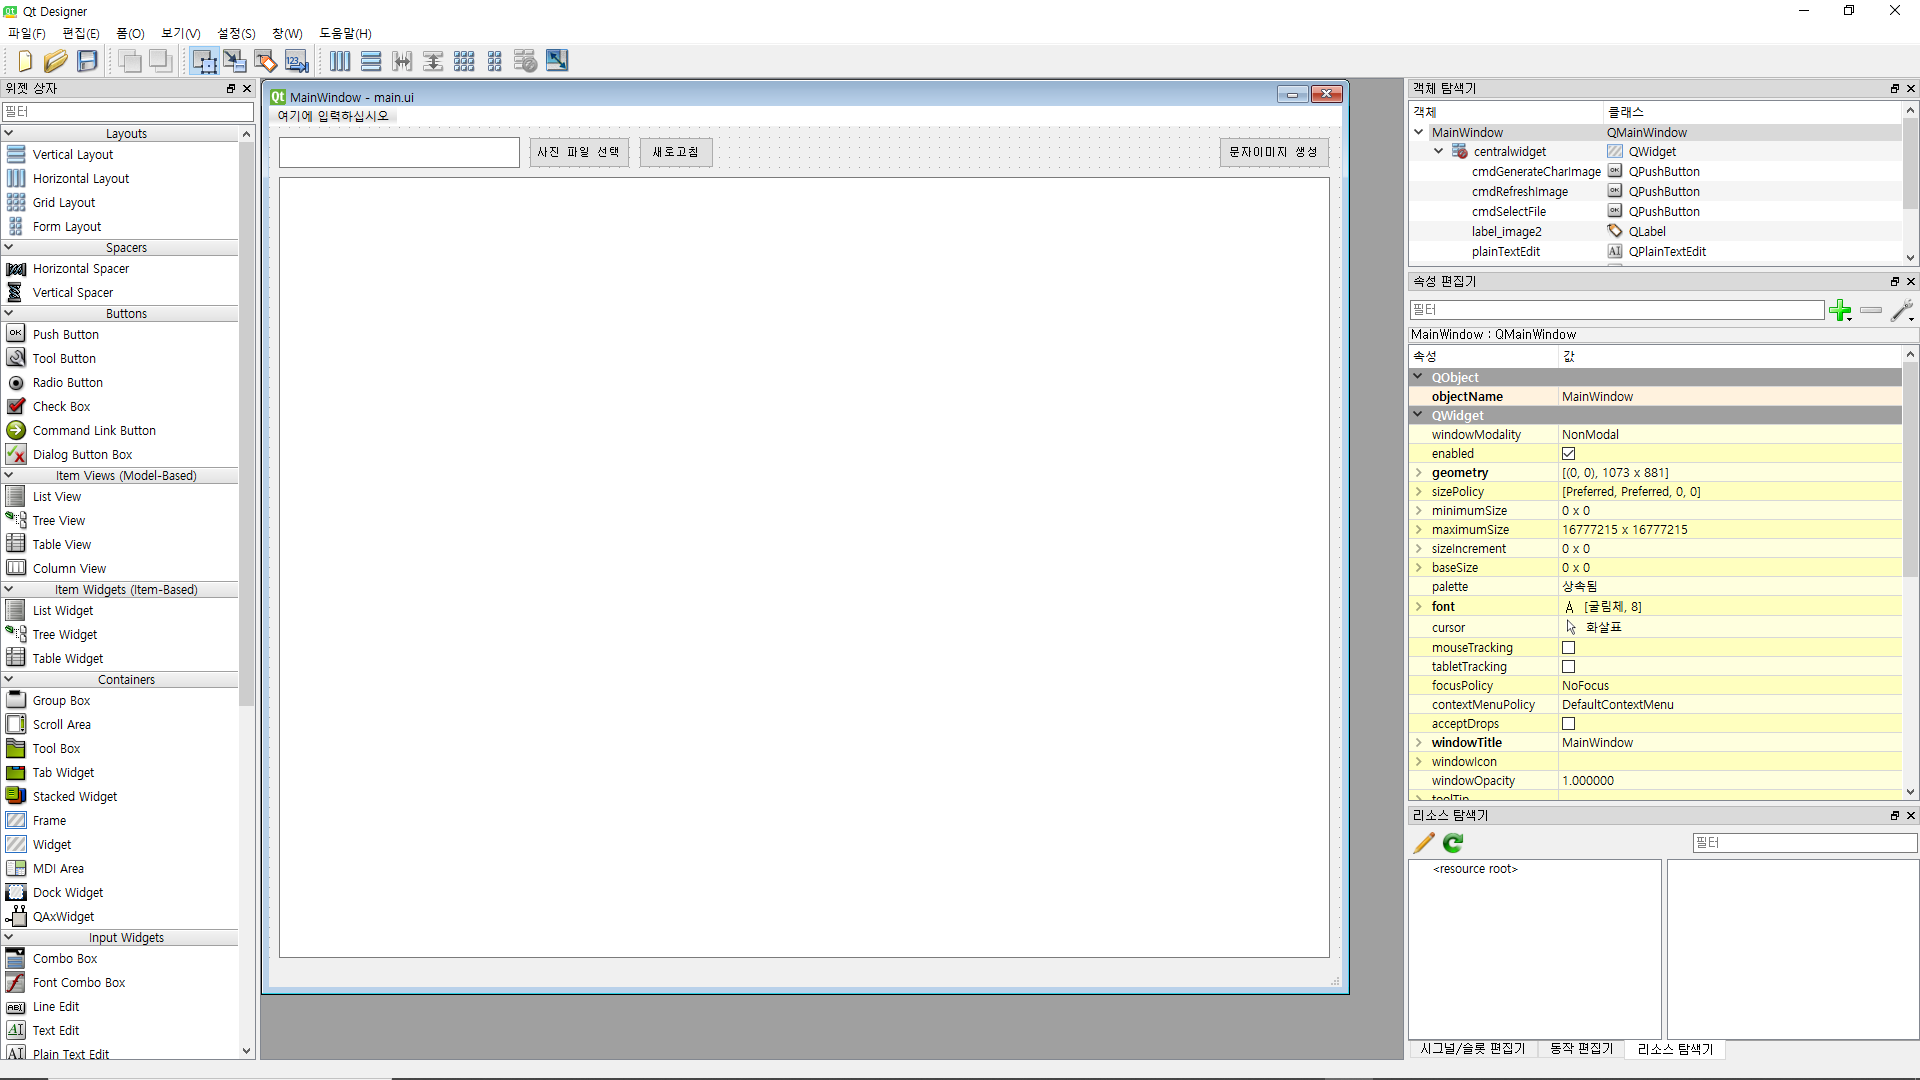 Qt Designer
파일(F) 편집(E) 폼(O) 보기(V) 설정(S) 창(W) 도움말(H)
위젯 상자
필터
Layouts
Vertical Layout
Horizontal Layout
Grid Layout
Form Layout
Spacers
Horizontal Spacer
Vertical Spacer
Buttons
Push Button
Tool Button
Radio Button
Check Box
Command Link Button
Dialog Button Box
Item Views (Model-Based)
List View
Tree View
Table View
Column View
Item Widgets (Item-Based)
List Widget
Tree Widget
Table Widget
Containers
Group Box
Scroll Area
Tool Box
Tab Widget
Stacked Widget
Frame
Widget
MDI Area
Dock Widget
QAxWidget
Input Widgets
Combo Box
Font Combo Box
Line Edit
Text Edit
Plain Text Edit
MainWindow - main.ui
여기에 입력하십시오
사진 파일 선택 새로고침 문자이미지 생성
객체 탐색기
객체 클래스
MainWindow QMainWindow
centralwidget QWidget
cmdGenerateCharImage QPushButton
cmdRefreshImage QPushButton
cmdSelectFile QPushButton
label_image2 QLabel
plainTextEdit QPlainTextEdit
속성 편집기
필터
MainWindow : QMainWindow
속성 값
QObject
objectName MainWindow
QWidget
windowModality NonModal
enabled
geometry [(0, 0), 1073 x 881]
sizePolicy [Preferred, Preferred, 0, 0]
minimumSize 0 x 0
maximumSize 16777215 x 16777215
sizeIncrement 0 x 0
baseSize 0 x 0
palette 상속됨
font A [굴림체, 8]
cursor 화살표
mouseTracking
tabletTracking
focusPolicy NoFocus
contextMenuPolicy DefaultContextMenu
acceptDrops
windowTitle MainWindow
windowIcon
windowOpacity 1.000000
toolTip
리소스 탐색기
필터
<resource root>
시그널/슬롯 편집기 동작 편집기 리소스 탐색기